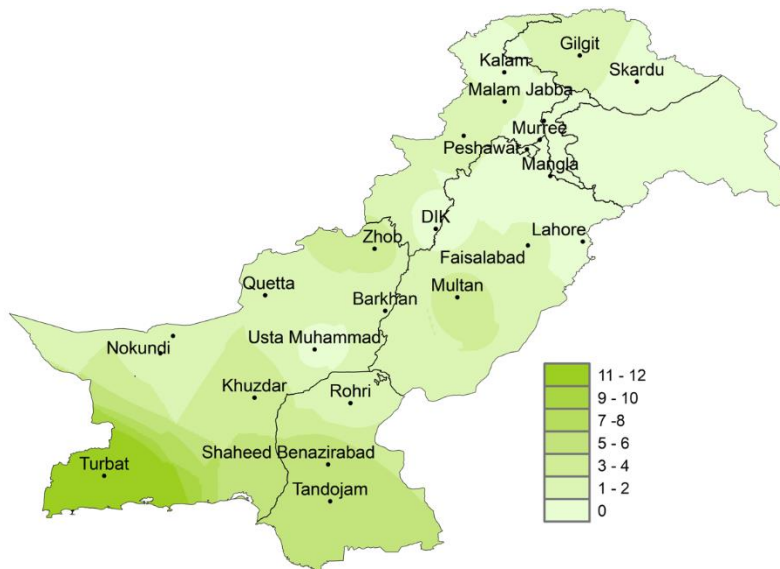 Gilgit
Kalam
Skardu
Malam Jabba
Murree
Peshawar
Mangla
DIK
Lahore
Zhob
Faisalabad
Quetta
Multan
Barkhan
Usta Muhammad
Nokundi
Khuzdar
Rohri
Shaheed Benazirabad
Turbat
Tandojam
11 - 12
9 - 10
7 -8
5 - 6
3 - 4
1 - 2
0